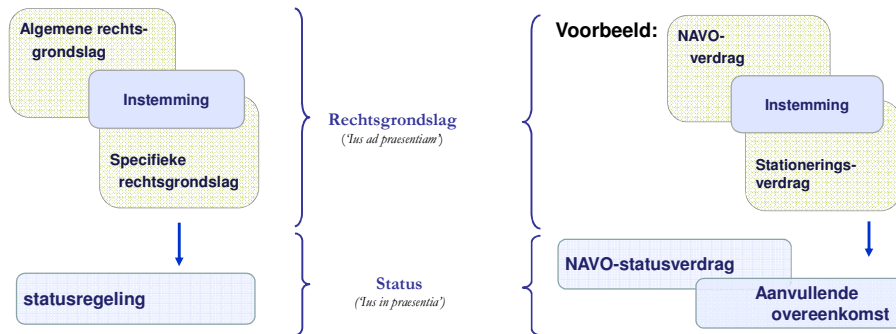 Algemene rechts-
grondslag
Instemming
Specifieke
rechtsgrondslag
statusregeling
Rechtsgrondslag
('Ius ad praesentiam')
Status
('Ius in praesentia')
Voorbeeld:
NAVO-
verdrag
Instemming
Stationerings-
verdrag
NAVO-statusverdrag
Aanvullende
overeenkomst